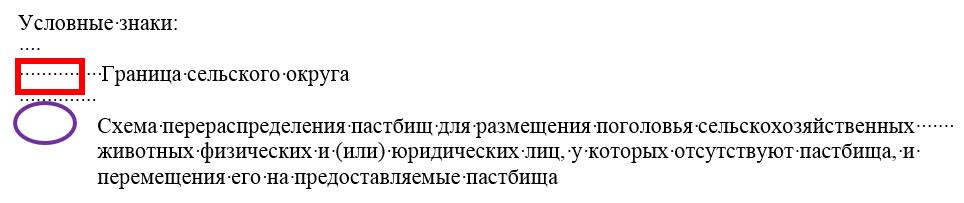 Условные знаки:
Граница сельского округа
Схема перераспределения пастбищ для размещения поголовья сельскохозяйственных
животных физических и (или) юридических лиц, у которых отсутствуют пастбища, и
перемещения его на предоставляемые пастбища